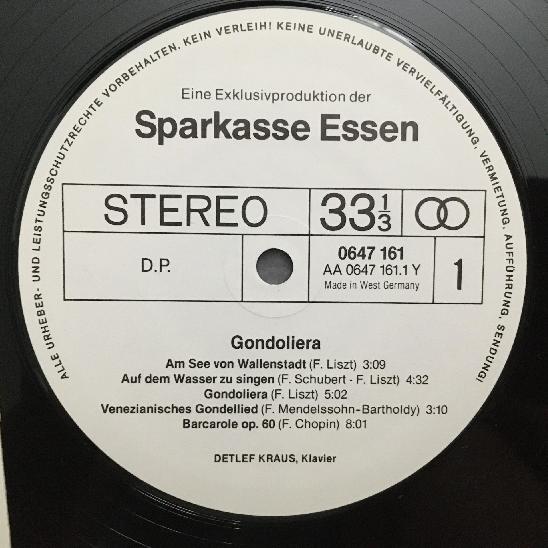 ALLE URHEBER- UND LEISTUNGSSCHUTZRECHTE VORBEHALTEN. KEIN VERLEIH! KEINE UNERLAUBTE VERVIELFÄLTIGUNG, VERMIETUNG, AUFFÜHRUNG, SENDUNG!
Eine Exklusivproduktion der
Sparkasse Essen
STEREO 33 1/3
D.P. 0647 161
AA 0647 161.1 Y
Made in West Germany
1
Gondoliera
Am See von Wallenstadt (F. Liszt) 3:09
Auf dem Wasser zu singen (F. Schubert - F. Liszt) 4:32
Gondoliera (F. Liszt) 5:02
Venezianisches Gondellied (F. Mendelssohn-Bartholdy) 3:10
Barcarole op. 60 (F. Chopin) 8:01
DETLEF KRAUS, Klavier